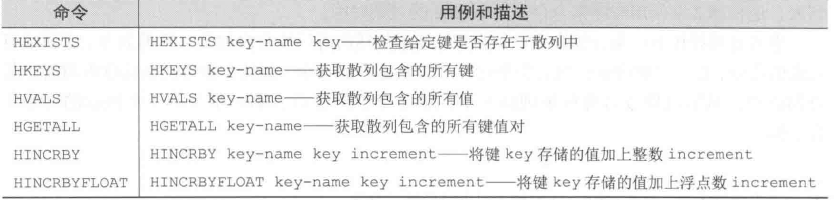 命令 用例和描述
HEXISTS HEXISTS key-name key——检查给定键是否存在于散列中
HKEYS HKEYS key-name——获取散列包含的所有键
HVALS HVALS key-name——获取散列包含的所有值
HGETALL HGETALL key-name——获取散列包含的所有键值对
HINCRBY HINCRBY key-name key increment——将键 key 存储的值加上整数 increment
HINCRBYFLOAT HINCRBYFLOAT key-name key increment——将键 key 存储的值加上浮点数 increment